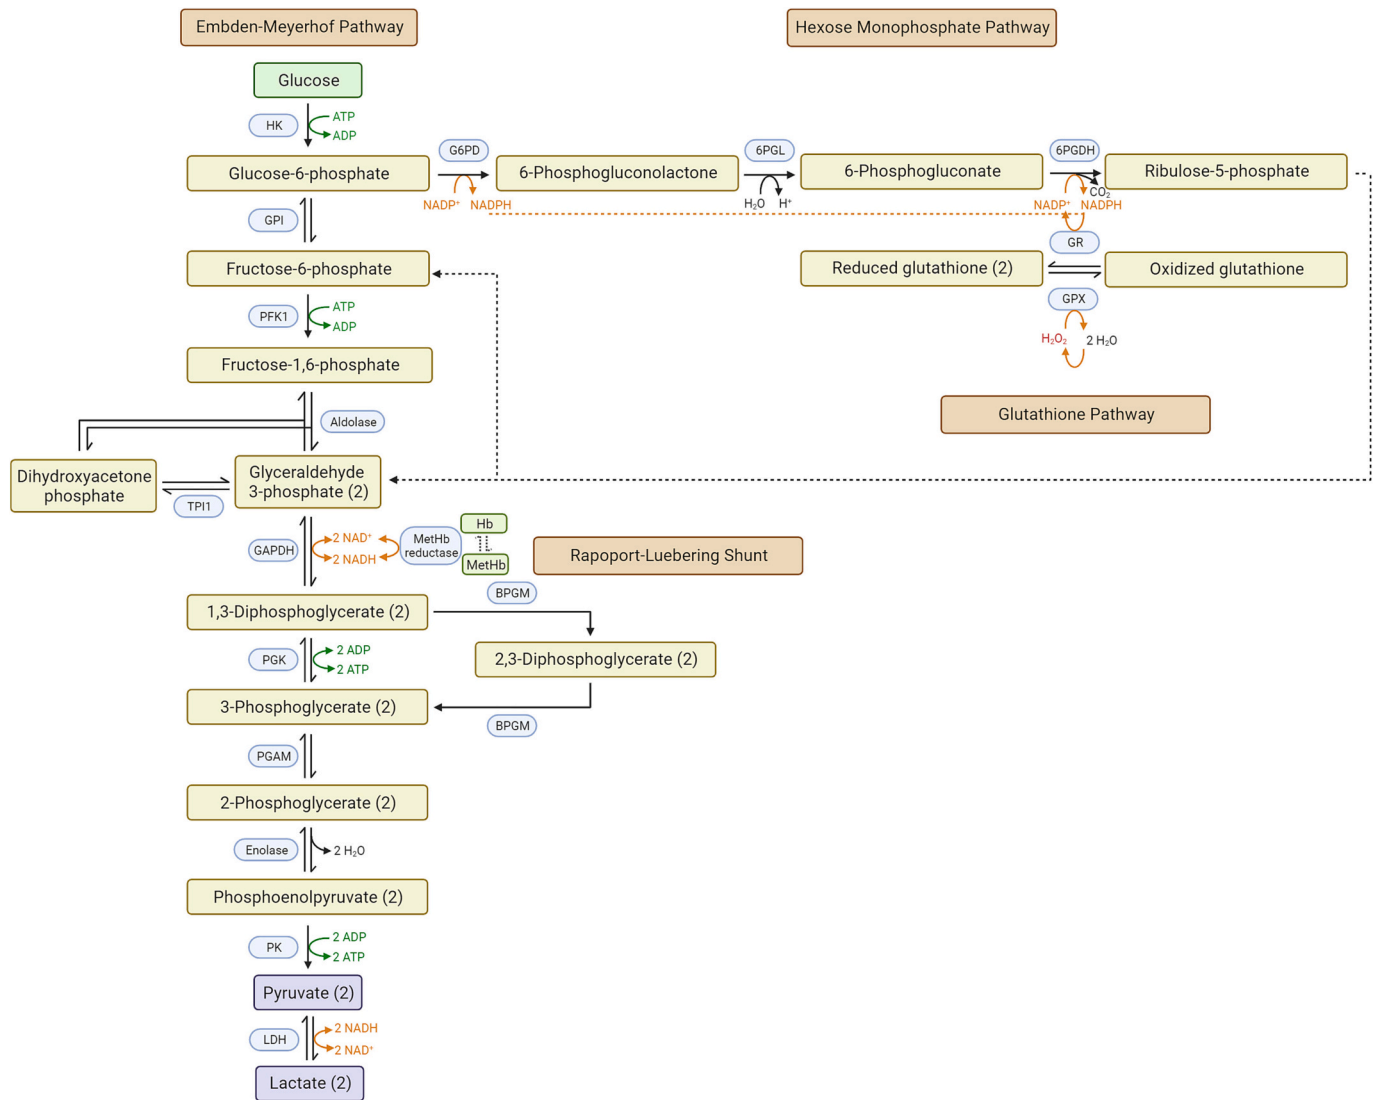 Embden-Meyerhof Pathway
Hexose Monophosphate Pathway
Glucose
HK
ATP
ADP
G6PD
6PGL
6PGDH
Glucose-6-phosphate
6-Phosphogluconolactone
6-Phosphogluconate
Ribulose-5-phosphate
NADP⁺
NADPH
H₂O
H⁺
CO₂
NADP⁺
NADPH
GPI
GR
Fructose-6-phosphate
Reduced glutathione (2)
Oxidized glutathione
GPX
PFK1
ATP
ADP
H₂O₂
2 H₂O
Fructose-1,6-phosphate
Glutathione Pathway
Aldolase
Dihydroxyacetone
phosphate
Glyceraldehyde
3-phosphate (2)
TPI1
GAPDH
2 NAD⁺
2 NADH
MetHb
reductase
Hb
MetHb
Rapoport-Luebering Shunt
BPGM
1,3-Diphosphoglycerate (2)
PGK
2 ADP
2 ATP
2,3-Diphosphoglycerate (2)
3-Phosphoglycerate (2)
BPGM
PGAM
2-Phosphoglycerate (2)
Enolase
2 H₂O
Phosphoenolpyruvate (2)
PK
2 ADP
2 ATP
Pyruvate (2)
LDH
2 NADH
2 NAD⁺
Lactate (2)